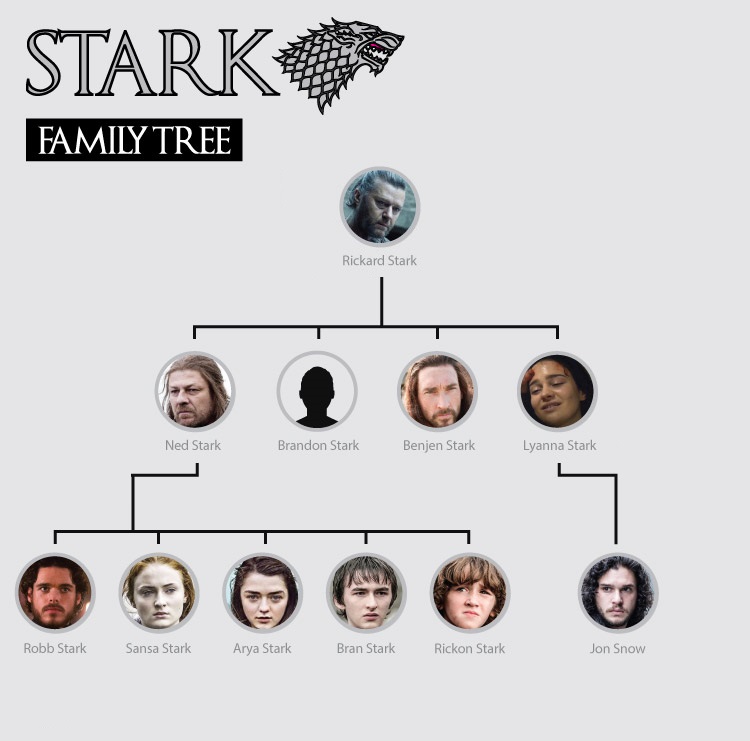 STARK
FAMILY TREE
Rickard Stark
Ned Stark
Brandon Stark
Benjen Stark
Lyanna Stark
Robb Stark
Sansa Stark
Arya Stark
Bran Stark
Rickon Stark
Jon Snow